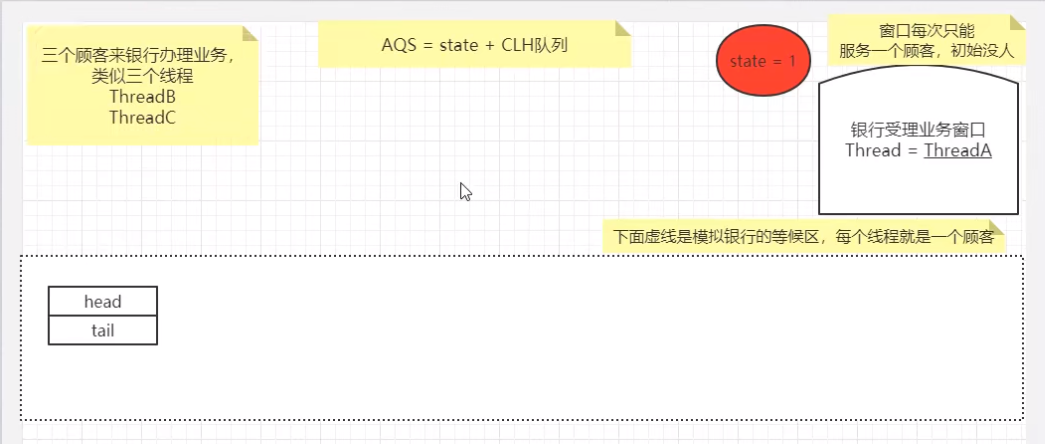 三个顾客来银行办理业务，
类似三个线程
ThreadB
ThreadC
AQS = state + CLH队列
state = 1
窗口每次只能
服务一个顾客，初始没人
银行受理业务窗口
Thread = ThreadA
下面虚线是模拟银行的等候区，每个线程就是一个顾客
head
tail